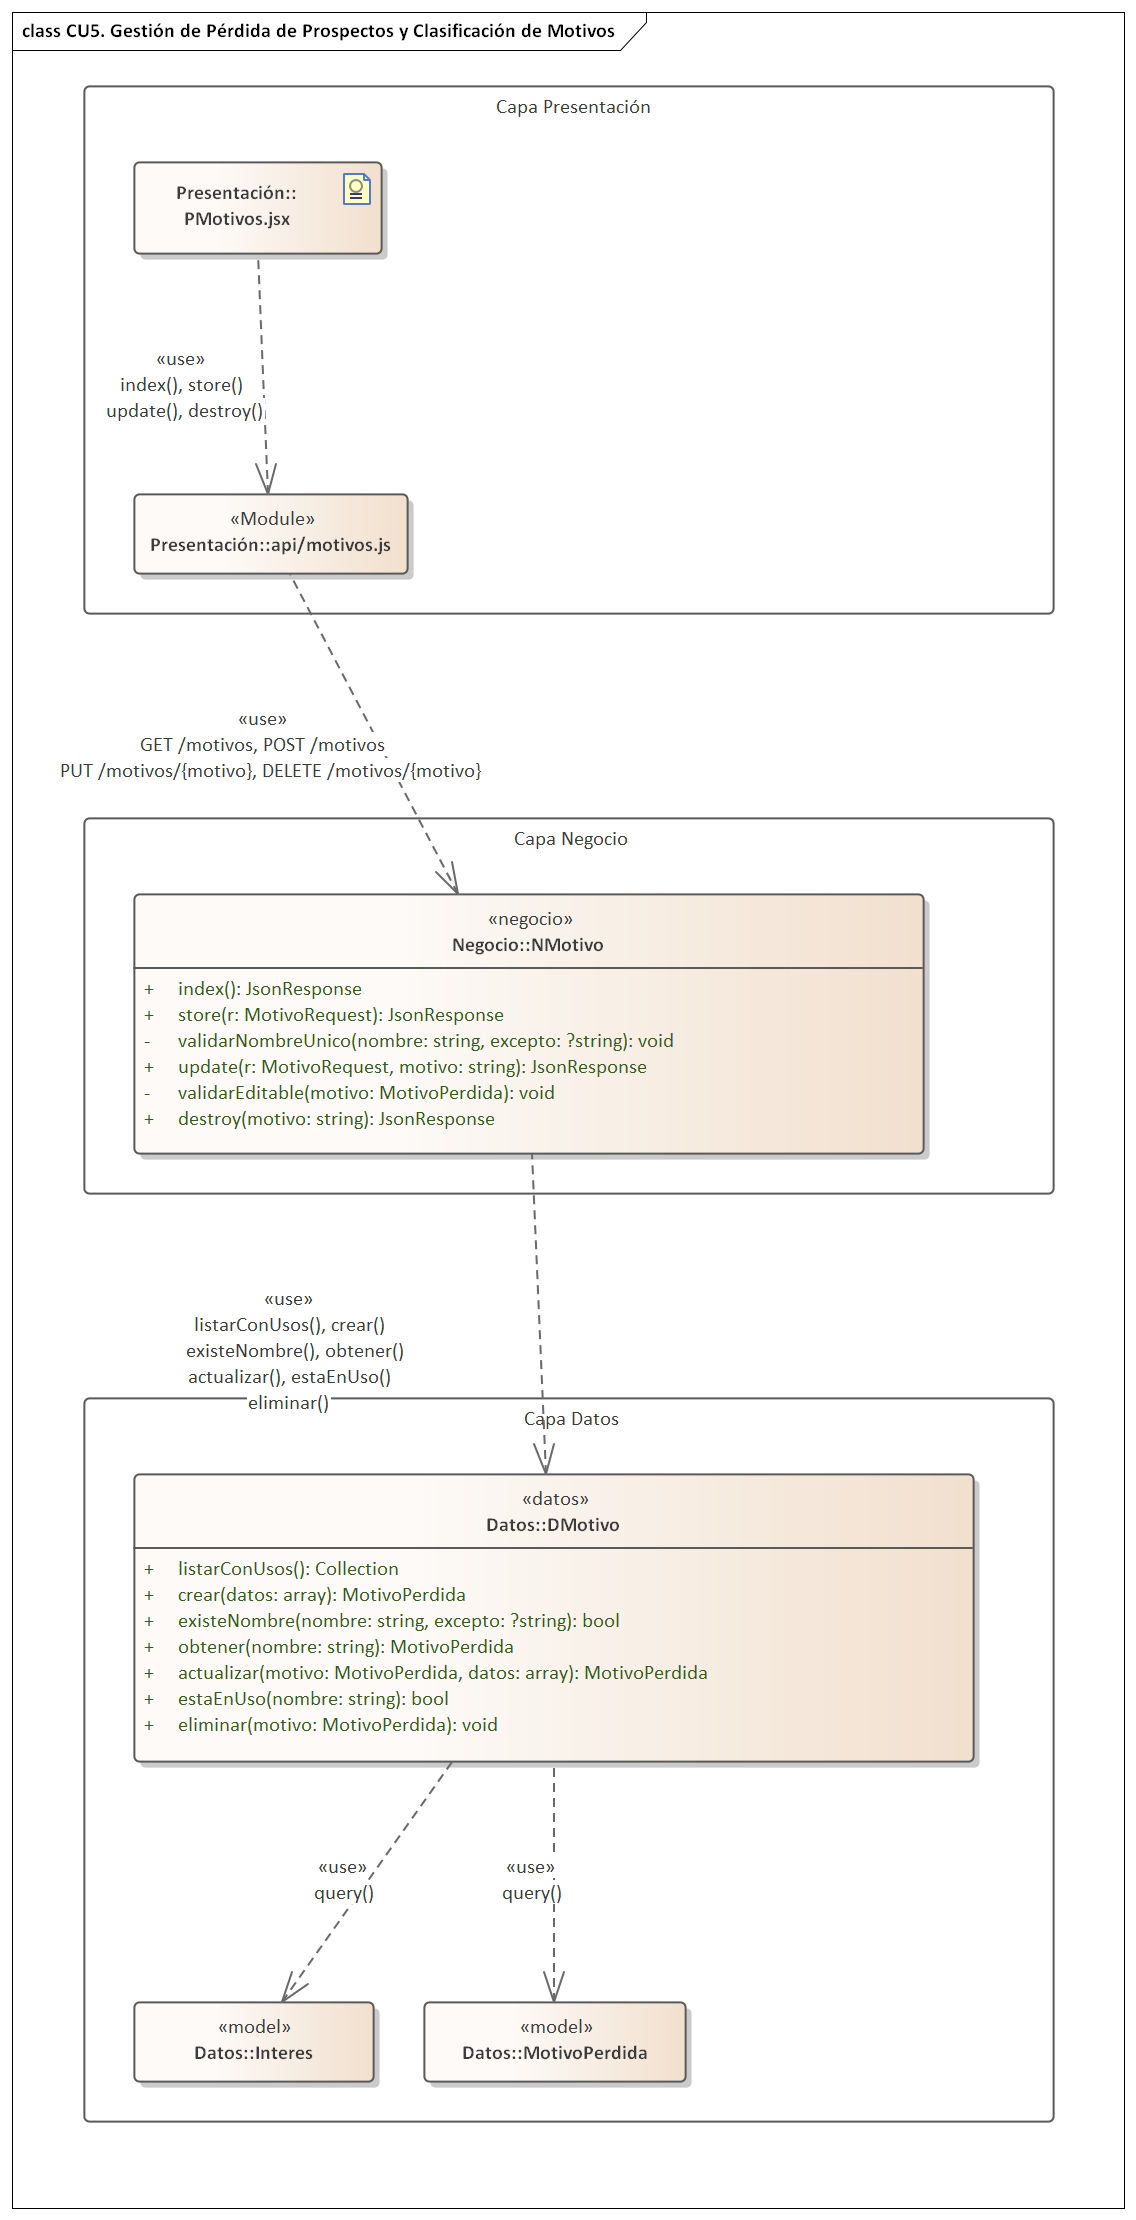 class CU5. Gestión de Pérdida de Prospectos y Clasificación de Motivos
Capa Presentación
Presentación::
PMotivos.jsx
«use»
index(), store()
update(), destroy()
«Module»
Presentación::api/motivos.js
«use»
GET /motivos, POST /motivos
PUT /motivos/{motivo}, DELETE /motivos/{motivo}
Capa Negocio
«negocio»
Negocio::NMotivo
+ index(): JsonResponse
+ store(r: MotivoRequest): JsonResponse
- validarNombreUnico(nombre: string, excepto: ?string): void
+ update(r: MotivoRequest, motivo: string): JsonResponse
- validarEditable(motivo: MotivoPerdida): void
+ destroy(motivo: string): JsonResponse
«use»
listarConUsos(), crear()
existeNombre(), obtener()
actualizar(), estaEnUso()
eliminar()
Capa Datos
«datos»
Datos::DMotivo
+ listarConUsos(): Collection
+ crear(datos: array): MotivoPerdida
+ existeNombre(nombre: string, excepto: ?string): bool
+ obtener(nombre: string): MotivoPerdida
+ actualizar(motivo: MotivoPerdida, datos: array): MotivoPerdida
+ estaEnUso(nombre: string): bool
+ eliminar(motivo: MotivoPerdida): void
«use»
query()
«use»
query()
«model»
Datos::Interes
«model»
Datos::MotivoPerdida